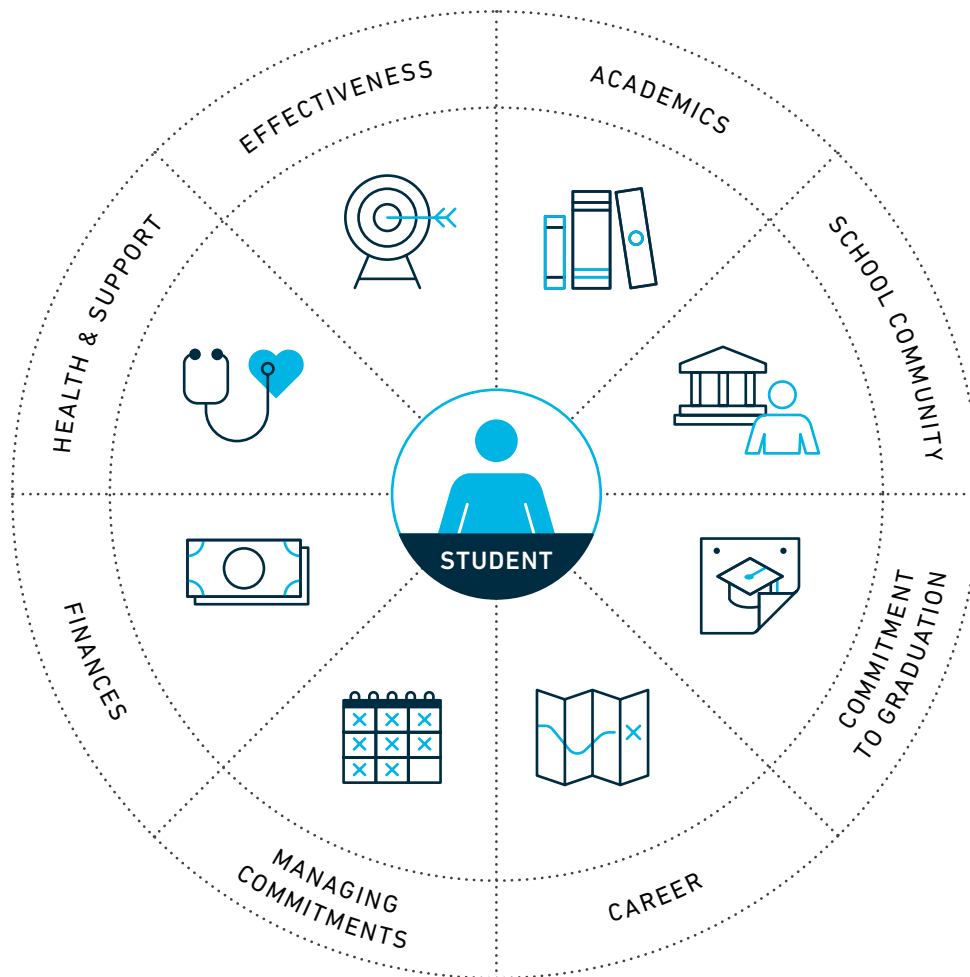 EFFECTIVENESS
ACADEMICS
HEALTH & SUPPORT
SCHOOL COMMUNITY
STUDENT
FINANCES
COMMITMENT
TO GRADUATION
MANAGING
COMMITMENTS
CAREER